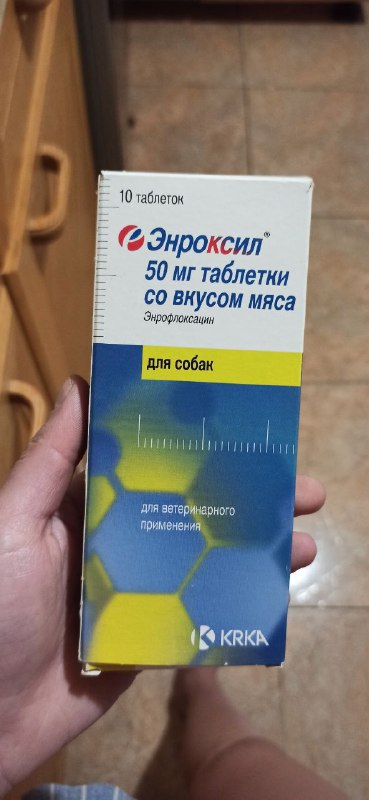 10 таблеток
Энроксил®
50 мг таблетки
со вкусом мяса
Энрофлоксацин
для собак
для ветеринарного
применения
KRKA